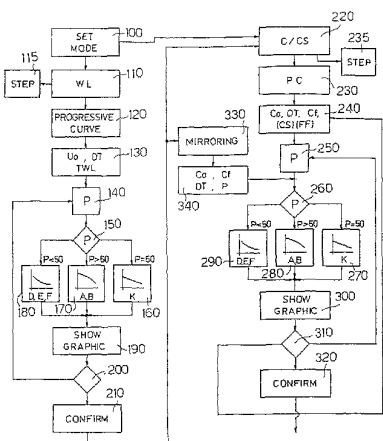 SET
MODE
100
115
STEP
WL
110
PROGRESSIVE
CURVE
120
Uo , DT
TWL
130
P
140
P
150
P<50
P>50
P=50
D,E,F
180
A,B
170
K
160
SHOW
GRAPHIC
190
200
210
CONFIRM
C/CS
220
235
STEP
PC
230
Co, DT, Cf,
(CS)(FF)
240
330
MIRRORING
P
250
Co , Cf
DT , P
340
P
260
P<50
P>50
P=50
D,E,F
290
A,B
280
K
270
SHOW
GRAPHIC
300
310
320
CONFIRM